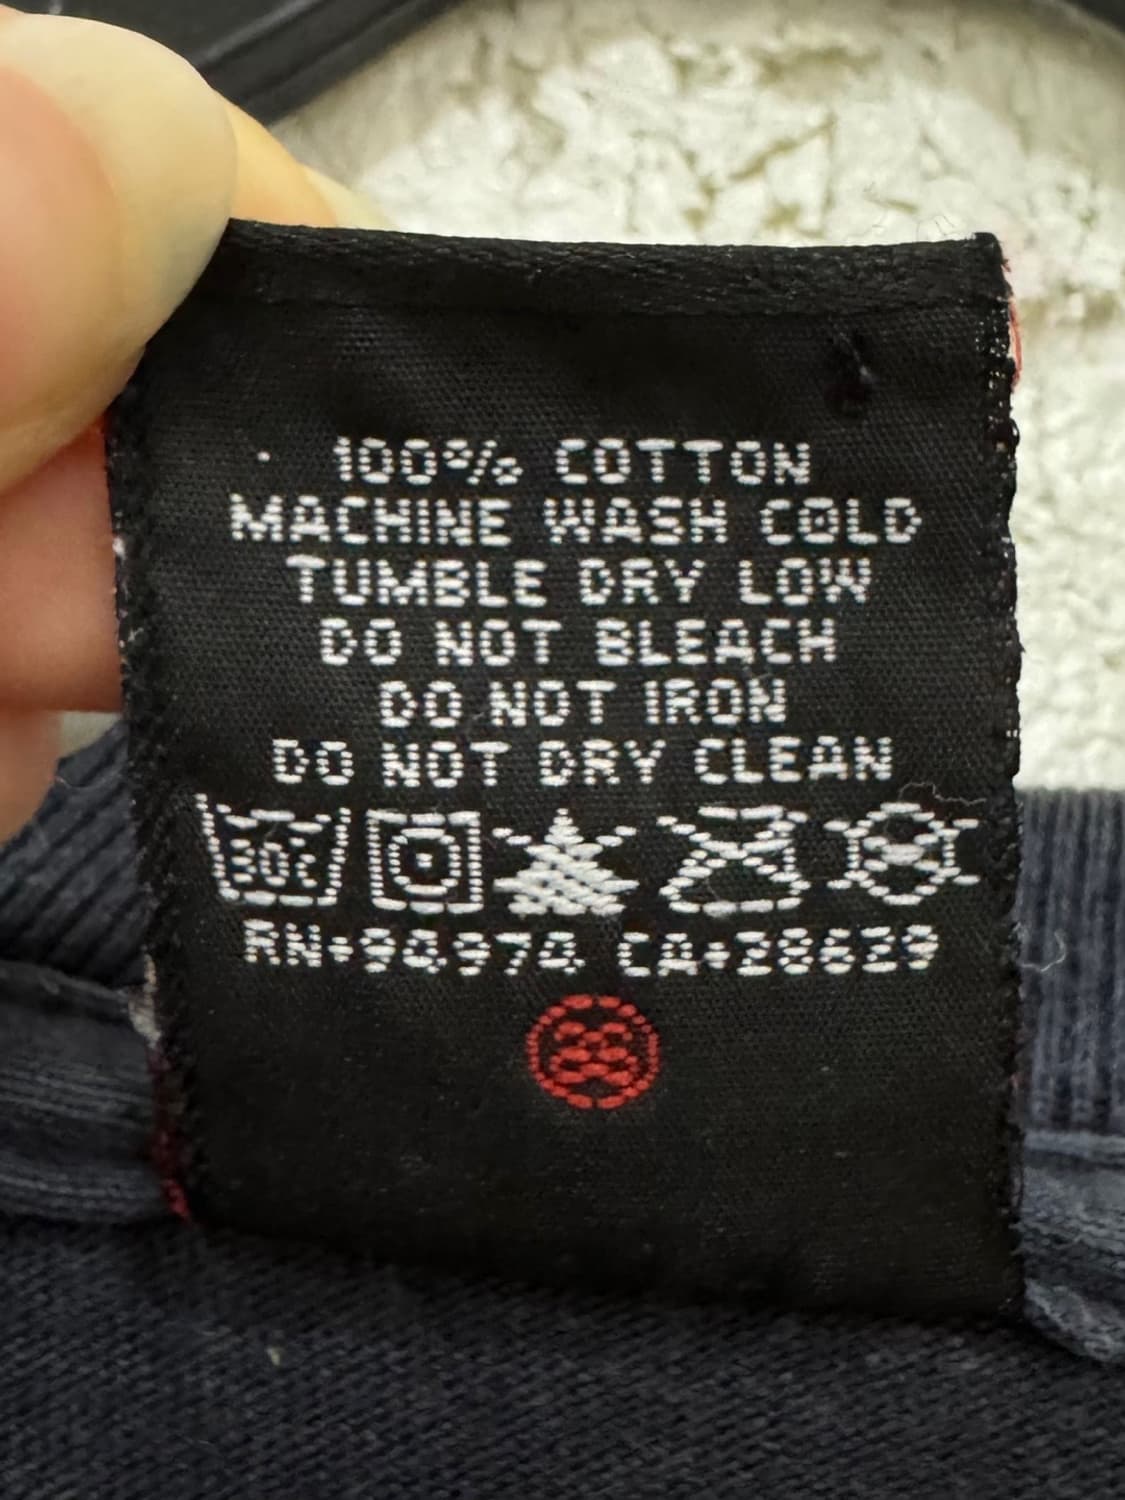 100% COTTON
MACHINE WASH COLD
TUMBLE DRY LOW
DO NOT BLEACH
DO NOT IRON
DO NOT DRY CLEAN
30°C
RN•94974 CA•28629